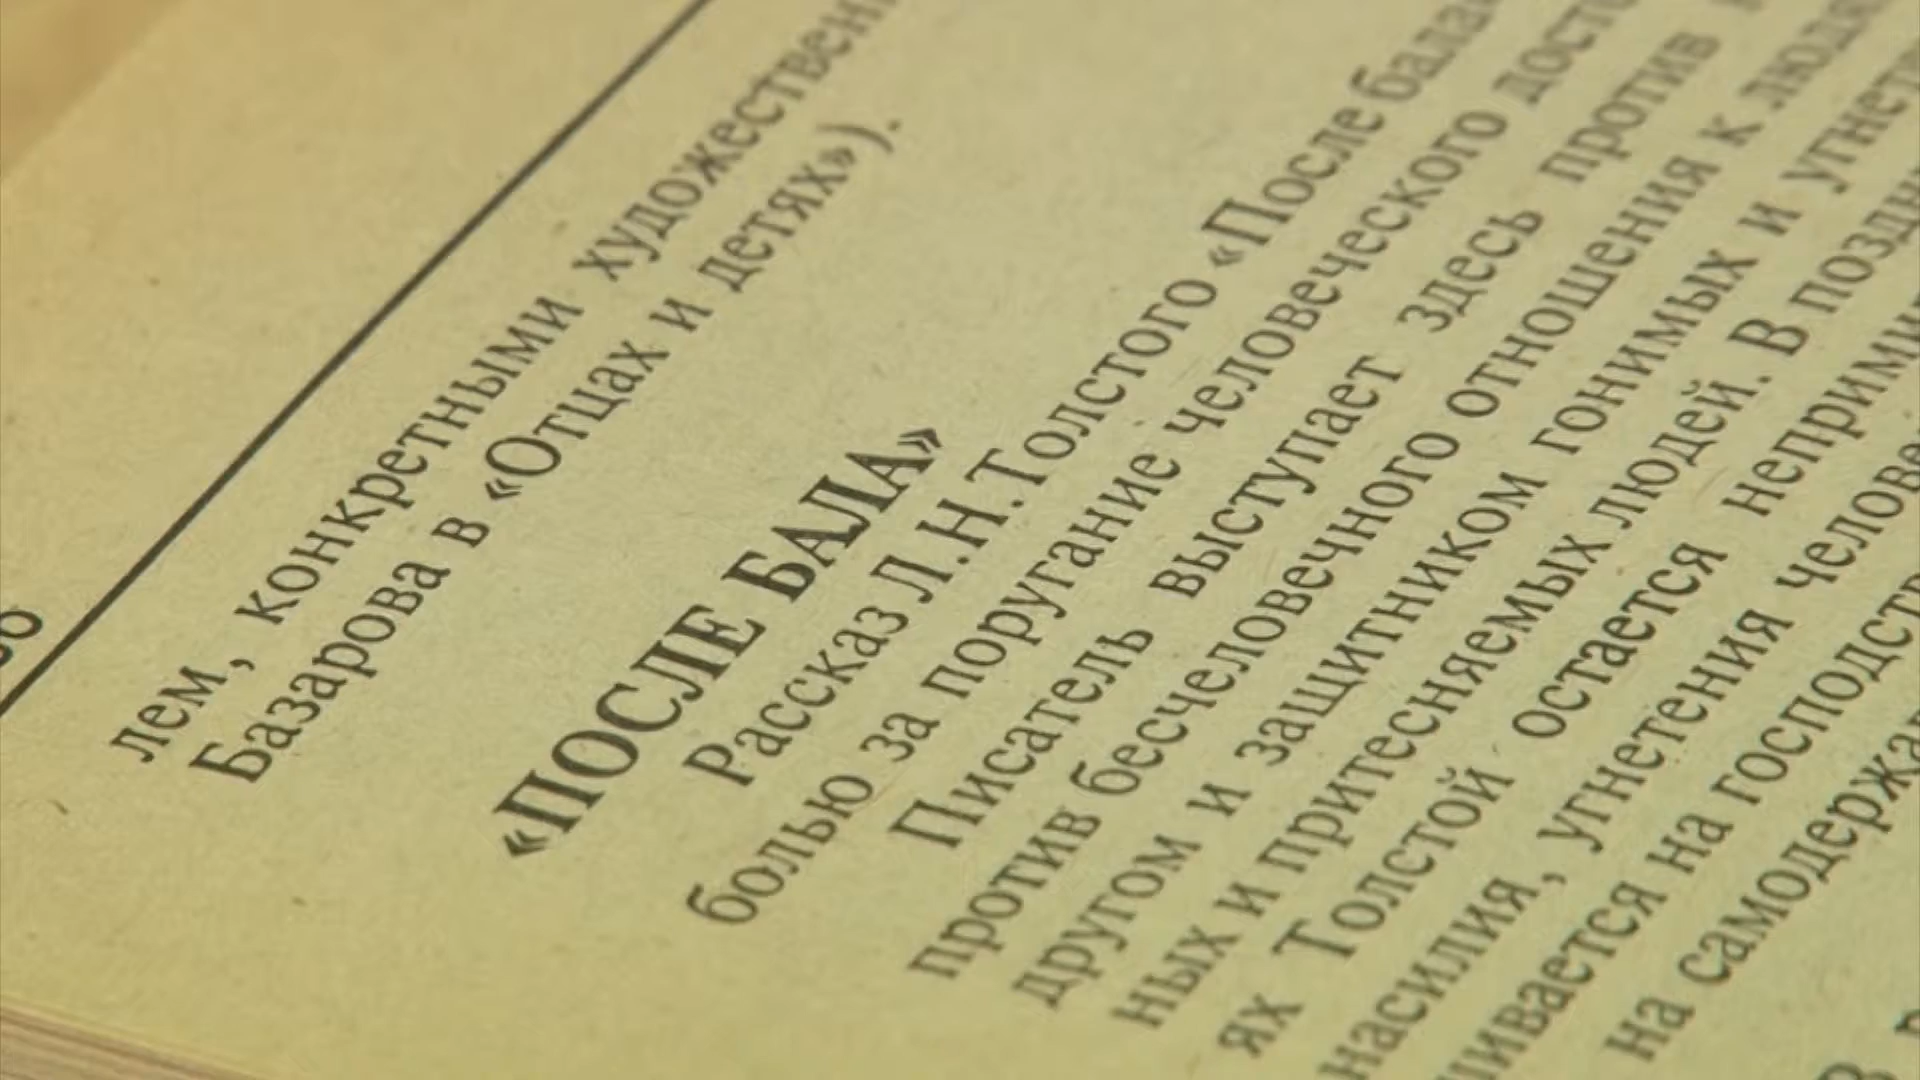 лем, конкретными художествен
Базарова в «Отцах и детях»).
«ПОСЛЕ БАЛА»
Рассказ Л.Н.Толстого «После бала»
болью за поругание человеческого досто
Писатель выступает здесь против
против бесчеловечного отношения к людя
другом и защитником гонимых и угнет
ных и притесняемых людей. В поздн
ях Толстой остается неприми
насилия, угнетения челове
ивается на господств
на самодержа
В